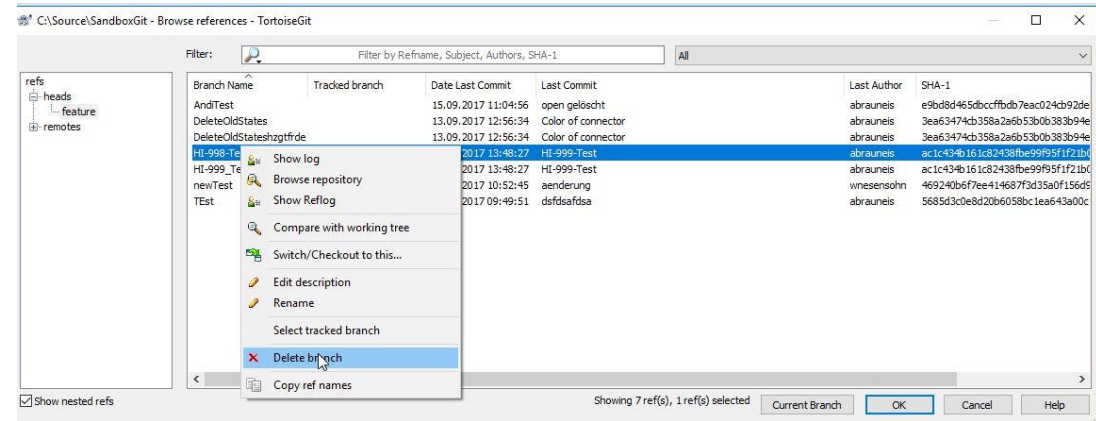 C:\Source\SandboxGit - Browse references - TortoiseGit
Filter: Filter by Refname, Subject, Authors, SHA-1 All
refs
heads
feature
remotes
Branch Name Tracked branch Date Last Commit Last Commit Last Author SHA-1
AndiTest 15.09.2017 11:04:56 open gelöscht abrauneis e9bd8d465dbccffbdb7eac024cb92de
DeleteOldStates 13.09.2017 12:56:34 Color of connector abrauneis 3ea63474cb358a2a6b53b0b383b94e
DeleteOldStateshzgtfrde 13.09.2017 12:56:34 Color of connector abrauneis 3ea63474cb358a2a6b53b0b383b94e
HI-998-Te 2017 13:48:27 HI-999-Test abrauneis ac1c434b161c82438fbe99f95f1f21b0
HI-999_Te 2017 13:48:27 HI-999-Test abrauneis ac1c434b161c82438fbe99f95f1f21b0
newTest 2017 10:52:45 aenderung wnesensohn 469240b6f7ee414687f3d35a0f156d9
TEst 2017 09:49:51 dsfdsafdsa abrauneis 5685d3c0e8d20b6058bc1ea643a00c
Show log
Browse repository
Show Reflog
Compare with working tree
Switch/Checkout to this...
Edit description
Rename
Select tracked branch
Delete branch
Copy ref names
Show nested refs
Showing 7 ref(s), 1 ref(s) selected
Current Branch OK Cancel Help